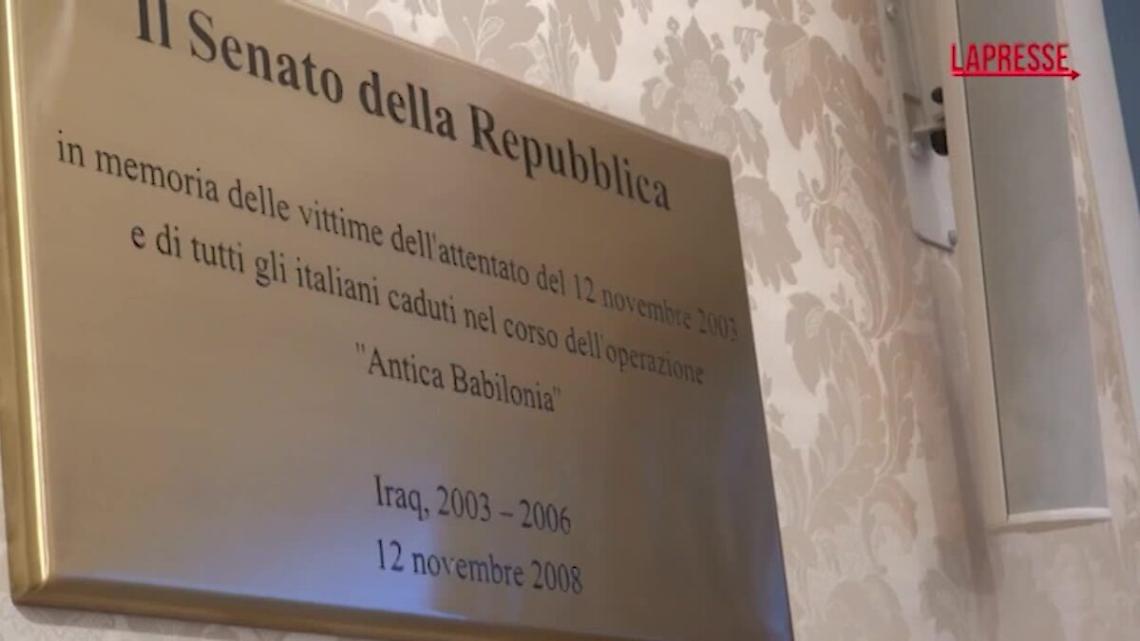 Il Senato della Repubblica
LAPRESSE
in memoria delle vittime dell'attentato del 12 novembre 2003
e di tutti gli italiani caduti nel corso dell'operazione
"Antica Babilonia"
Iraq, 2003 – 2006
12 novembre 2008